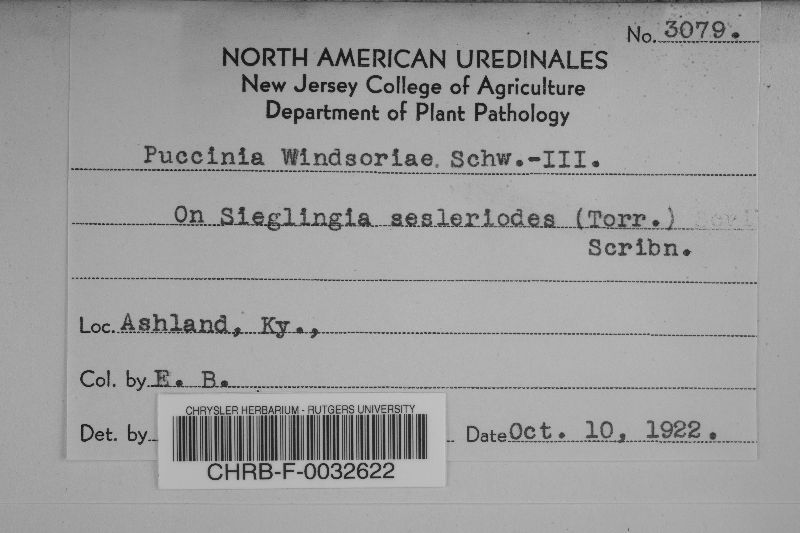 No. 3079.
NORTH AMERICAN UREDINALES
New Jersey College of Agriculture
Department of Plant Pathology
Puccinia Windsoriae. Schw.-III.
On Sieglingia sesleriodes (Torr.)
Scribn.
Loc. Ashland, Ky.,
Col. by E. B.
Det. by
Date Oct. 10, 1922.
CHRYSLER HERBARIUM - RUTGERS UNIVERSITY
CHRB-F-0032622